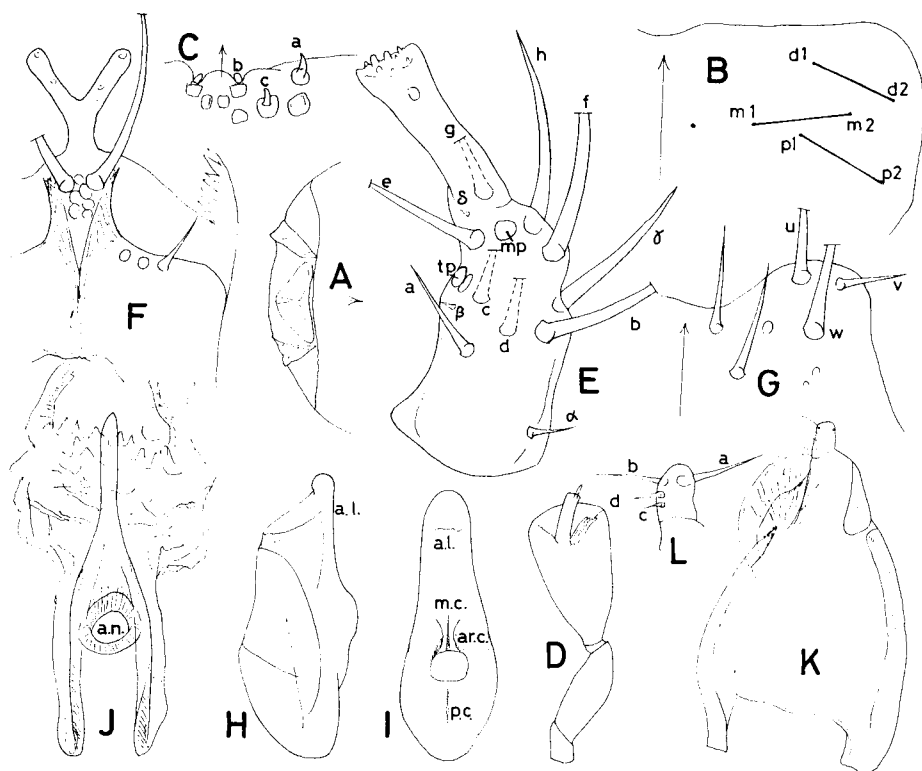 C
a
b
c
h
f
g
e
δ
mp
tp
a
β
c
d
γ
b
E
α
B
d1
d2
m1
m2
p1
p2
u
v
w
G
F
A
a.n.
J
a.l.
H
a.l.
m.c.
ar.c.
p.c.
I
D
b
a
d
c
L
K